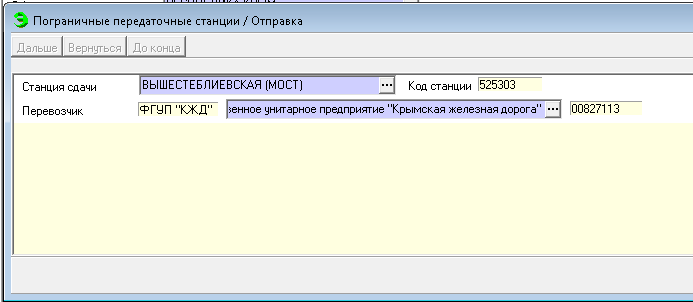 Э Пограничные передаточные станции / Отправка
Дальше Вернуться До конца
Станция сдачи ВЫШЕСТЕБЛИЕВСКАЯ (МОСТ) ... Код станции 525303
Перевозчик ФГУП "КЖД" зенное унитарное предприятие "Крымская железная дорога" ... 00827113